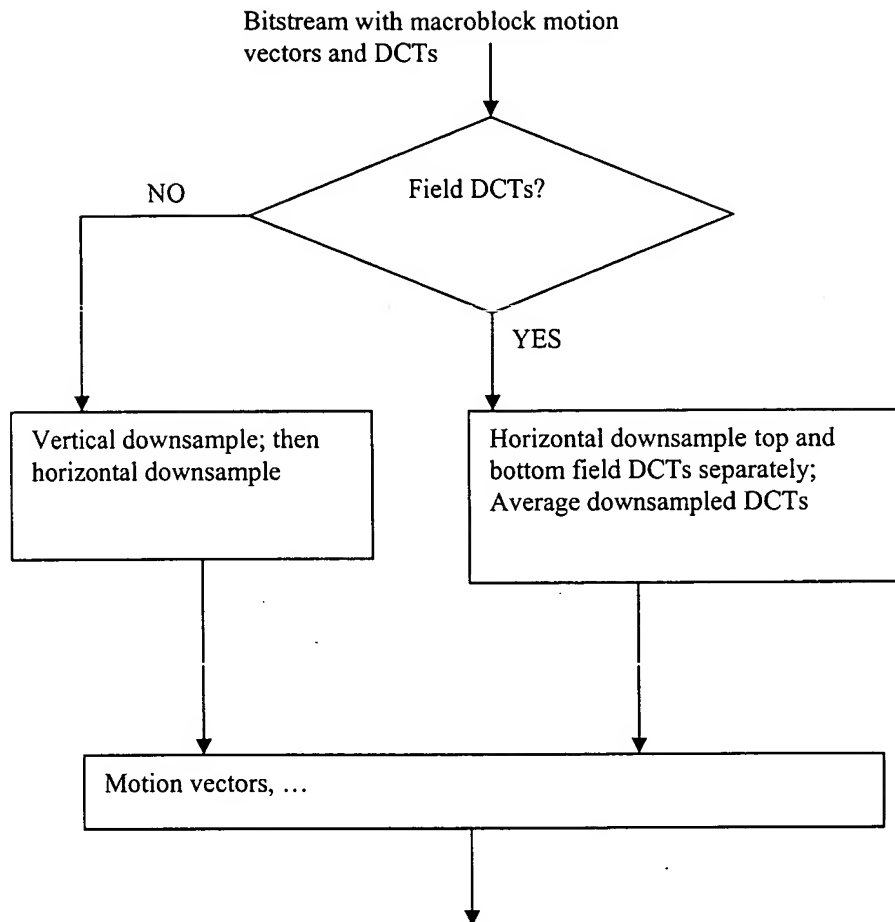 Bitstream with macroblock motion
vectors and DCTs
Field DCTs?
NO
YES
Vertical downsample; then
horizontal downsample
Horizontal downsample top and
bottom field DCTs separately;
Average downsampled DCTs
Motion vectors, …